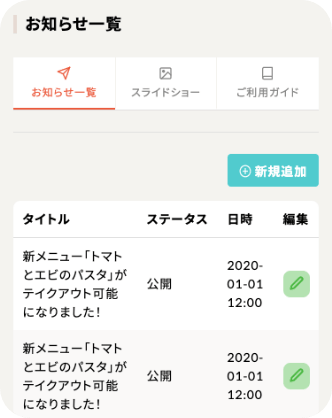 お知らせ一覧
お知らせ一覧
スライドショー
ご利用ガイド
新規追加
タイトル ステータス 日時 編集
新メニュー「トマト
とエビのパスタ」が
テイクアウト可能
になりました!
公開
2020-
01-01
12:00
新メニュー「トマト
とエビのパスタ」が
テイクアウト可能
になりました!
公開
2020-
01-01
12:00